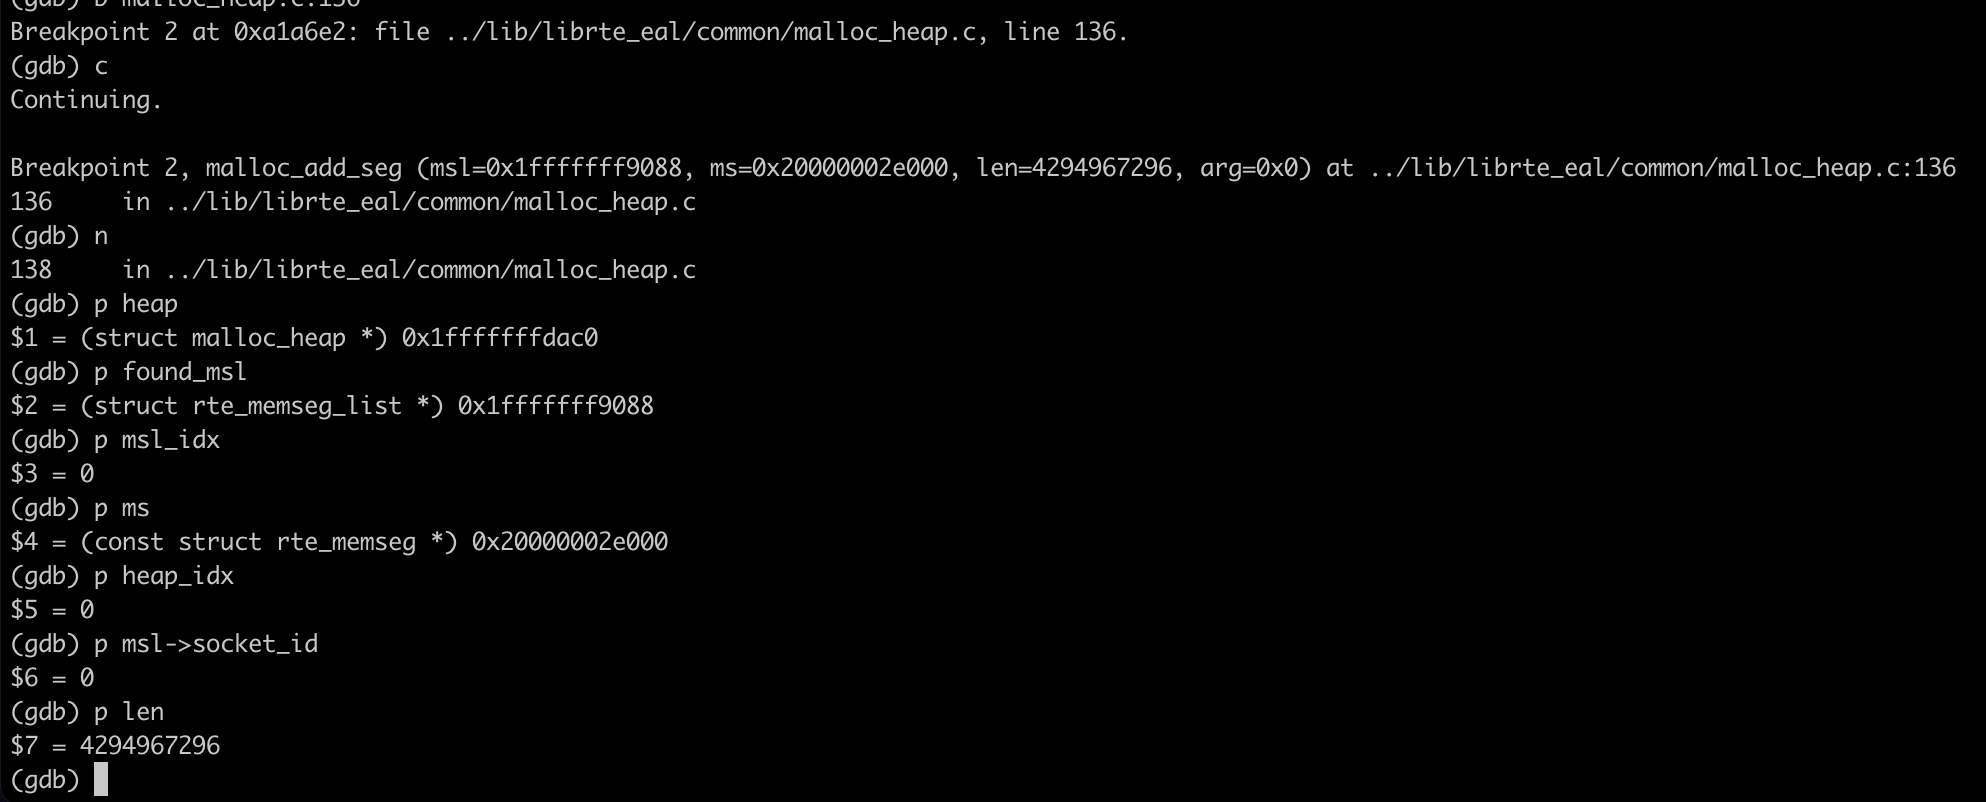 (gdb) b malloc_heap.c:136
Breakpoint 2 at 0xa1a6e2: file ../lib/librte_eal/common/malloc_heap.c, line 136.
(gdb) c
Continuing.
Breakpoint 2, malloc_add_seg (msl=0x1fffffff9088, ms=0x20000002e000, len=4294967296, arg=0x0) at ../lib/librte_eal/common/malloc_heap.c:136
136     in ../lib/librte_eal/common/malloc_heap.c
(gdb) n
138     in ../lib/librte_eal/common/malloc_heap.c
(gdb) p heap
$1 = (struct malloc_heap *) 0x1fffffffdac0
(gdb) p found_msl
$2 = (struct rte_memseg_list *) 0x1fffffff9088
(gdb) p msl_idx
$3 = 0
(gdb) p ms
$4 = (const struct rte_memseg *) 0x20000002e000
(gdb) p heap_idx
$5 = 0
(gdb) p msl->socket_id
$6 = 0
(gdb) p len
$7 = 4294967296
(gdb)